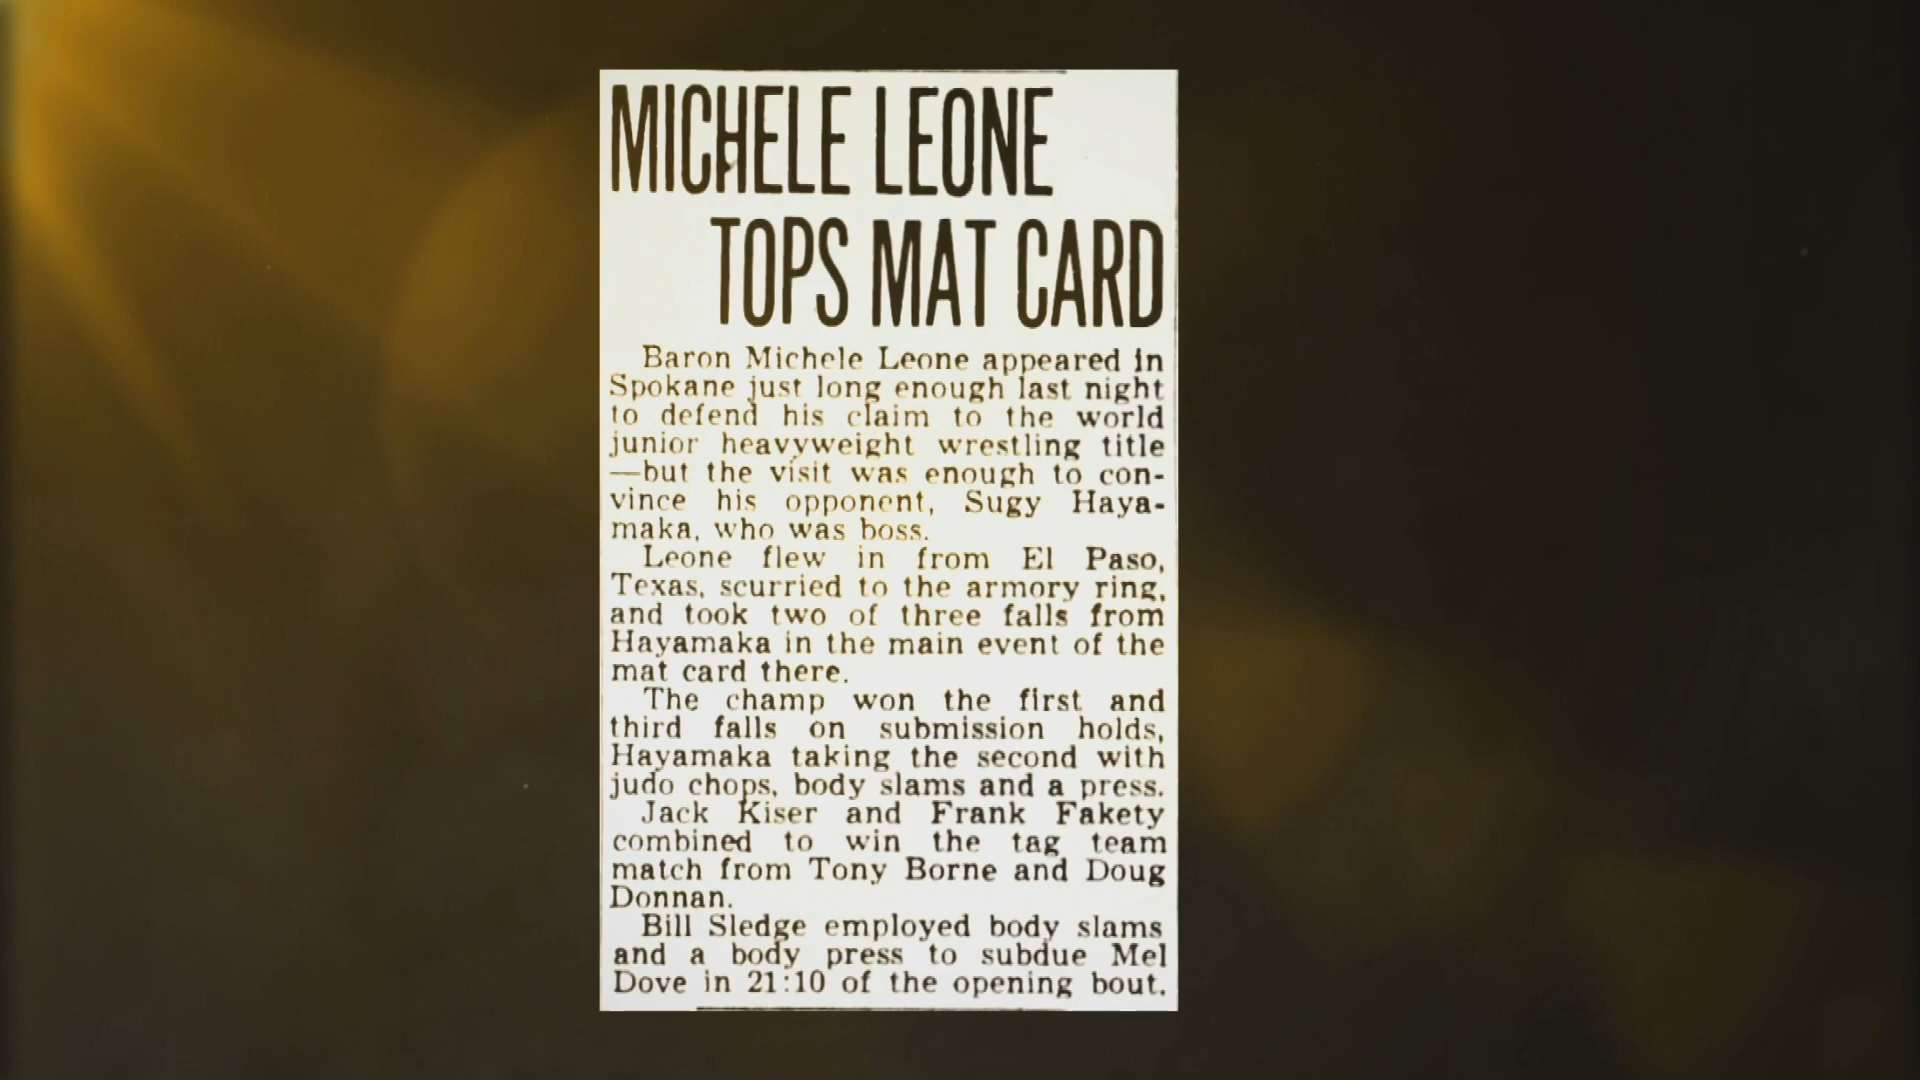 MICHELE LEONE
TOPS MAT CARD
Baron Michele Leone appeared in
Spokane just long enough last night
to defend his claim to the world
junior heavyweight wrestling title
—but the visit was enough to con-
vince his opponent, Sugy Haya-
maka, who was boss.
Leone flew in from El Paso,
Texas, scurried to the armory ring,
and took two of three falls from
Hayamaka in the main event of the
mat card there.
The champ won the first and
third falls on submission holds,
Hayamaka taking the second with
judo chops, body slams and a press.
Jack Kiser and Frank Fakety
combined to win the tag team
match from Tony Borne and Doug
Donnan.
Bill Sledge employed body slams
and a body press to subdue Mel
Dove in 21:10 of the opening bout.